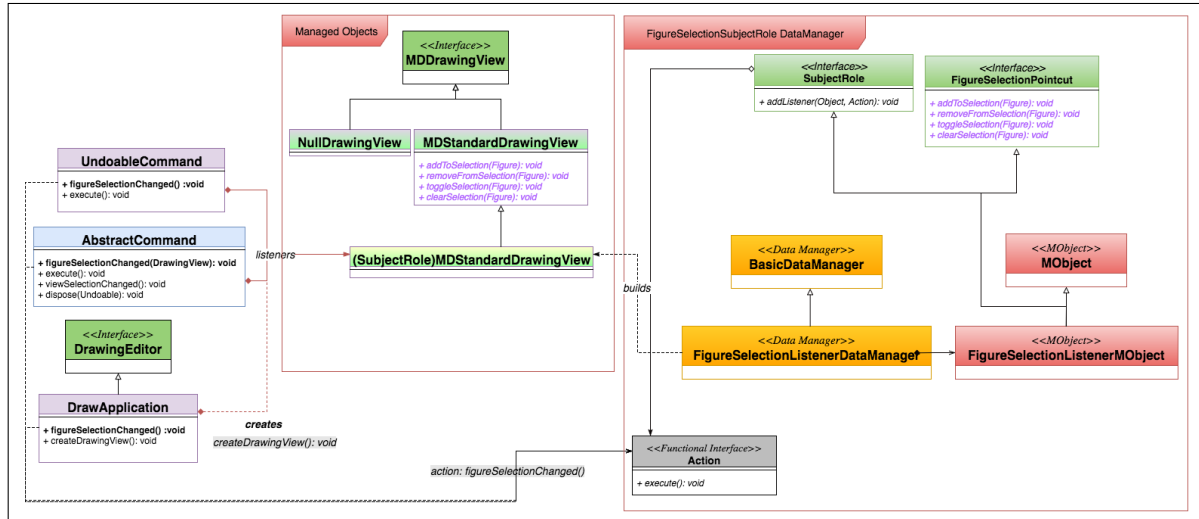 Managed Objects
FigureSelectionSubjectRole DataManager
<<Interface>>
MDDrawingView
<<Interface>>
SubjectRole
+ addListener(Object, Action): void
<<Interface>>
FigureSelectionPointcut
+ addToSelection(Figure): void
+ removeFromSelection(Figure): void
+ toggleSelection(Figure): void
+ clearSelection(Figure): void
NullDrawingView
MDStandardDrawingView
+ addToSelection(Figure): void
+ removeFromSelection(Figure): void
+ toggleSelection(Figure): void
+ clearSelection(Figure): void
UndoableCommand
+ figureSelectionChanged() :void
+ execute(): void
AbstractCommand
+ figureSelectionChanged(DrawingView): void
+ execute(): void
+ viewSelectionChanged(): void
+ dispose(Undoable): void
listeners
(SubjectRole)MDStandardDrawingView
builds
<<Data Manager>>
BasicDataManager
<<MObject>>
MObject
<<Interface>>
DrawingEditor
<<Data Manager>>
FigureSelectionListenerDataManager
<<MObject>>
FigureSelectionListenerMObject
DrawApplication
+ figureSelectionChanged() :void
+ createDrawingView(): void
creates
createDrawingView(): void
action: figureSelectionChanged()
<<Functional Interface>>
Action
+ execute(): void